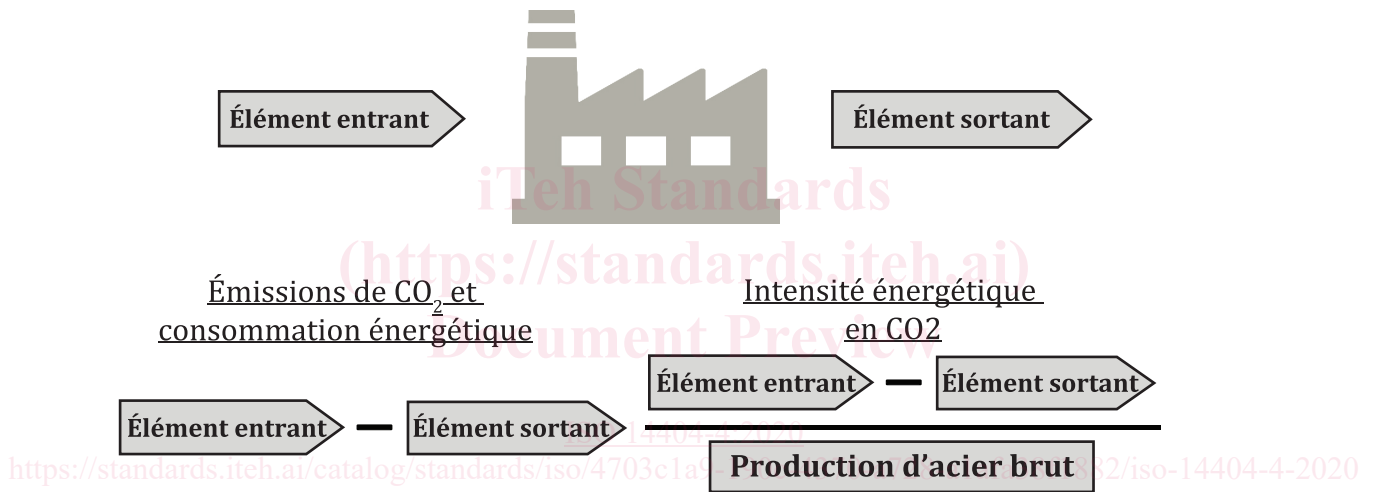 Élément entrant
Élément sortant
iTeh Standards
(https://standards.iteh.ai)
Document Preview
Émissions de CO₂ et
consommation énergétique
Intensité énergétique
en CO2
Élément entrant — Élément sortant
Élément entrant — Élément sortant
Production d’acier brut
14404-4-2020
https://standards.iteh.ai/catalog/standards/iso/4703c1a9-
882/iso-14404-4-2020